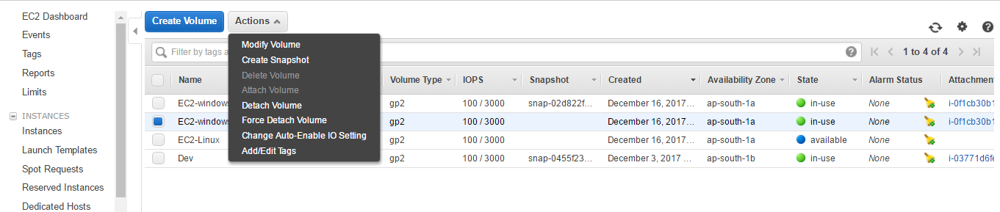 EC2 Dashboard
Events
Tags
Reports
Limits
INSTANCES
Instances
Launch Templates
Spot Requests
Reserved Instances
Dedicated Hosts
Create Volume Actions
Modify Volume
Create Snapshot
Delete Volume
Attach Volume
Detach Volume
Force Detach Volume
Change Auto-Enable IO Setting
Add/Edit Tags
Filter by tags a
1 to 4 of 4
Name Volume Type IOPS Snapshot Created Availability Zone State Alarm Status Attachment
EC2-windows gp2 100 / 3000 snap-02d822f... December 16, 2017... ap-south-1a in-use None i-0f1cb30b1
EC2-windows gp2 100 / 3000 December 16, 2017... ap-south-1a in-use None i-0f1cb30b1
EC2-Linux gp2 100 / 3000 December 16, 2017... ap-south-1a available None
Dev gp2 100 / 3000 snap-0455f23... December 3, 2017 ... ap-south-1b in-use None i-03771d6fe